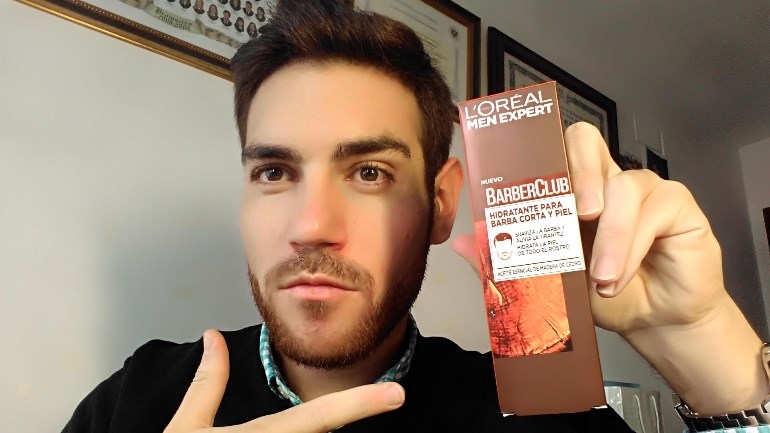 L'ORÉAL
MEN EXPERT
NUEVO
BARBERCLUB
HIDRATANTE PARA
BARBA CORTA Y PIEL
SUAVIZA LA BARBA Y
ALIVIA LA TIRANTEZ
HIDRATA LA PIEL
DE TODO EL ROSTRO
ACEITE ESENCIAL DE MADERA DE CEDRO